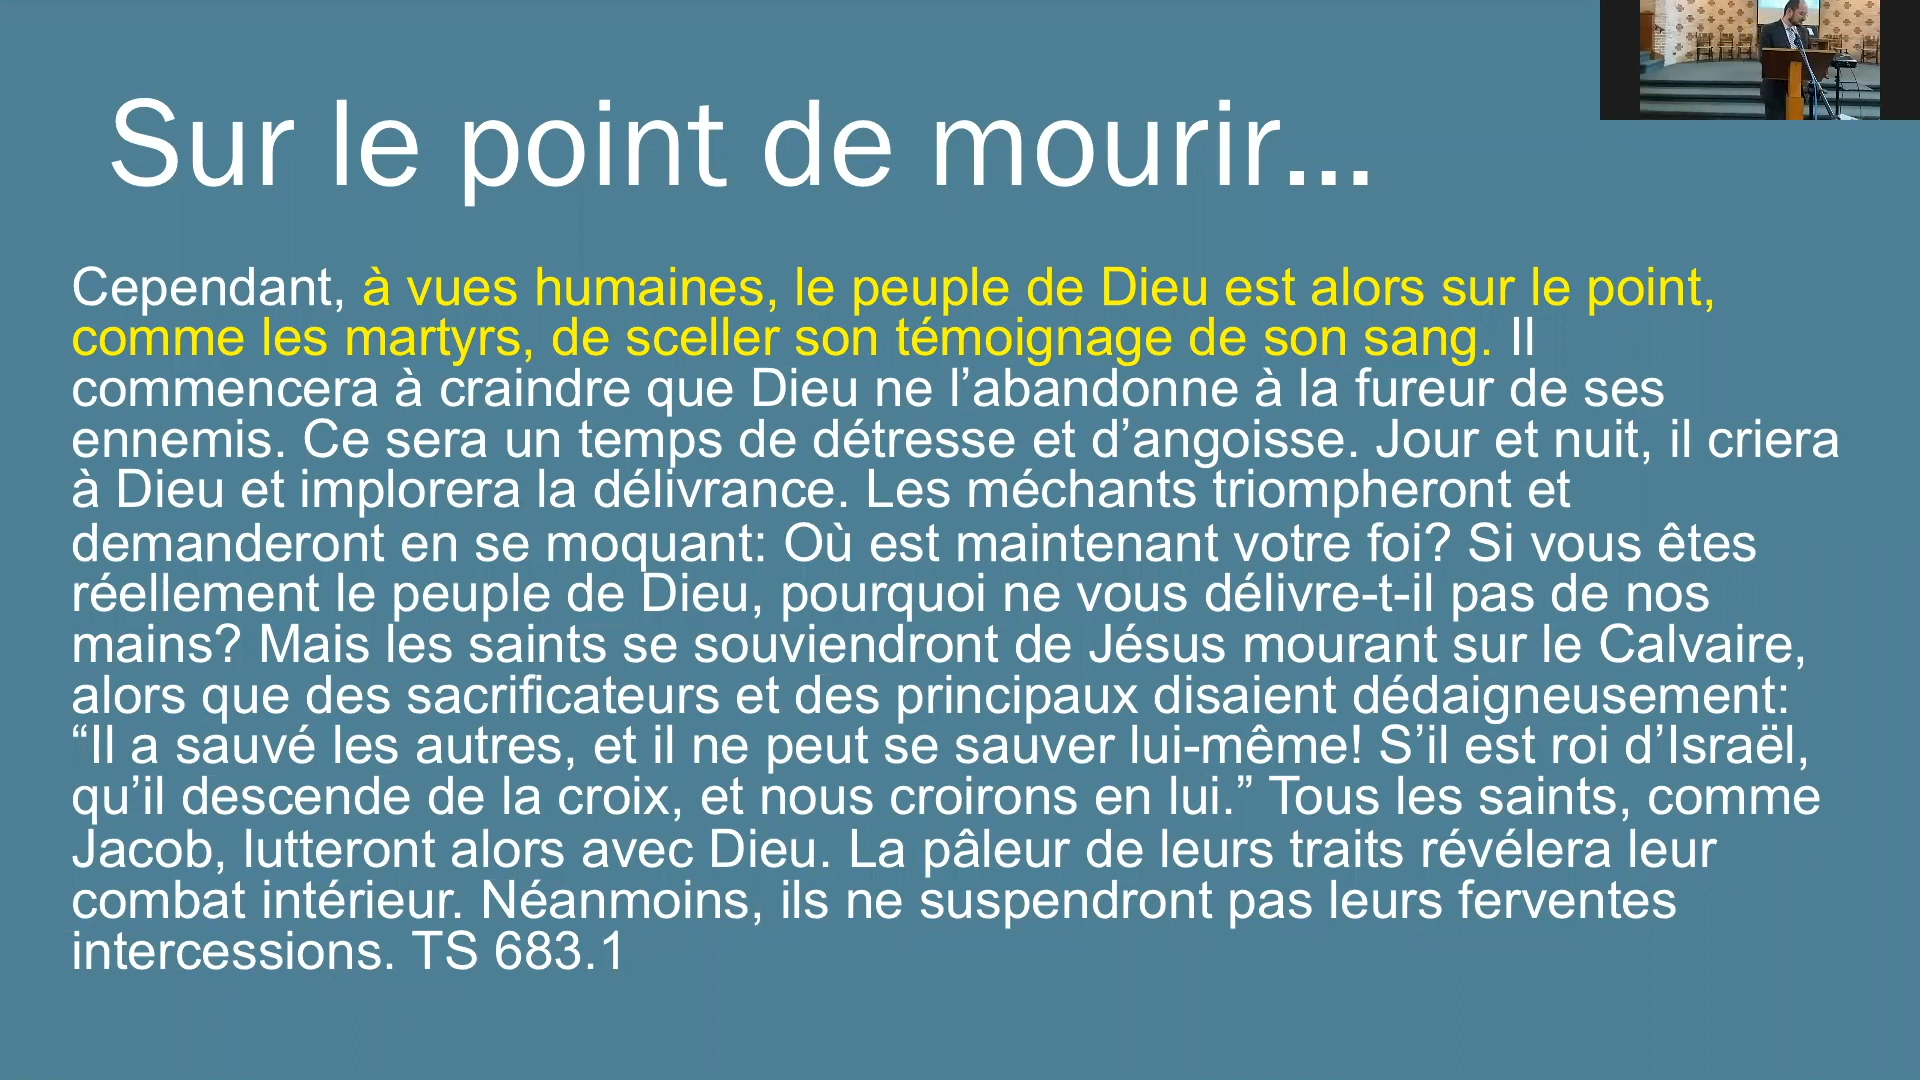 Sur le point de mourir...
Cependant, à vues humaines, le peuple de Dieu est alors sur le point,
comme les martyrs, de sceller son témoignage de son sang. Il
commencera à craindre que Dieu ne l’abandonne à la fureur de ses
ennemis. Ce sera un temps de détresse et d’angoisse. Jour et nuit, il criera
à Dieu et implorera la délivrance. Les méchants triompheront et
demanderont en se moquant: Où est maintenant votre foi? Si vous êtes
réellement le peuple de Dieu, pourquoi ne vous délivre-t-il pas de nos
mains? Mais les saints se souviendront de Jésus mourant sur le Calvaire,
alors que des sacrificateurs et des principaux disaient dédaigneusement:
“Il a sauvé les autres, et il ne peut se sauver lui-même! S’il est roi d’Israël,
qu’il descende de la croix, et nous croirons en lui.” Tous les saints, comme
Jacob, lutteront alors avec Dieu. La pâleur de leurs traits révélera leur
combat intérieur. Néanmoins, ils ne suspendront pas leurs ferventes
intercessions. TS 683.1